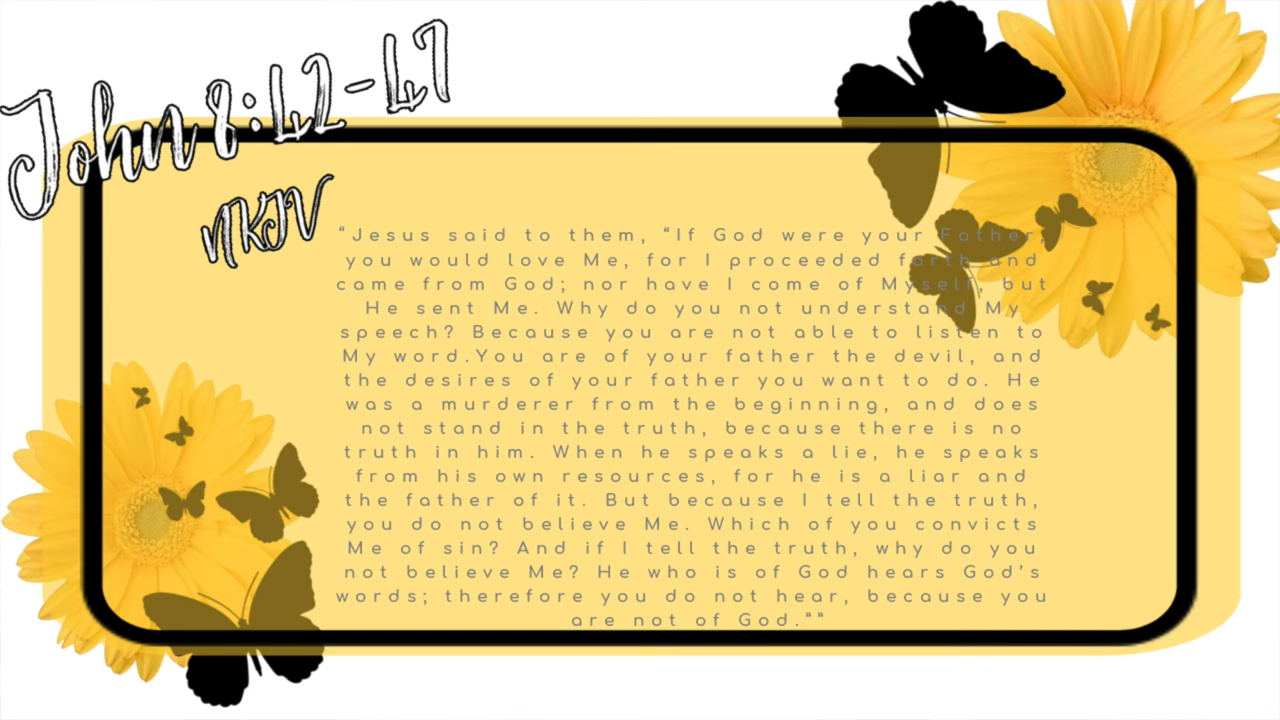 John 8:42-47
NKJV
“Jesus said to them, “If God were your Father,
you would love Me, for I proceeded forth and
came from God; nor have I come of Myself, but
He sent Me. Why do you not understand My
speech? Because you are not able to listen to
My word.You are of your father the devil, and
the desires of your father you want to do. He
was a murderer from the beginning, and does
not stand in the truth, because there is no
truth in him. When he speaks a lie, he speaks
from his own resources, for he is a liar and
the father of it. But because I tell the truth,
you do not believe Me. Which of you convicts
Me of sin? And if I tell the truth, why do you
not believe Me? He who is of God hears God’s
words; therefore you do not hear, because you
are not of God.””